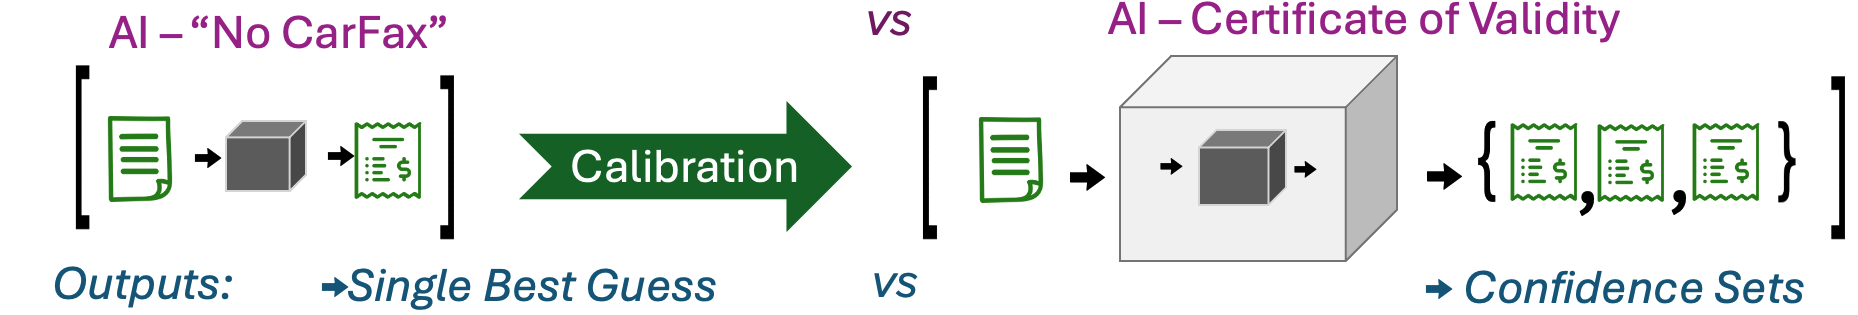 AI – “No CarFax”
vs
AI – Certificate of Validity
$
Calibration
{ $ , $ , $ }
Outputs:
Single Best Guess
vs
Confidence Sets